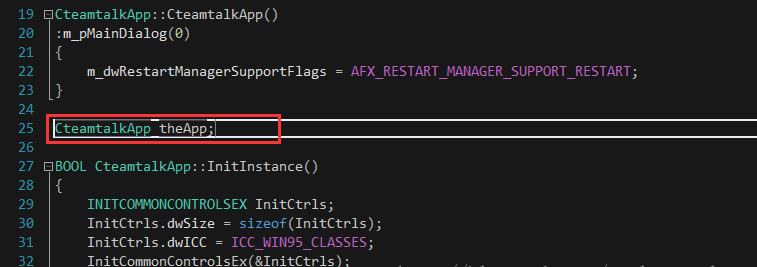 19 CteamtalkApp::CteamtalkApp()
20 :m_pMainDialog(0)
21 {
22 m_dwRestartManagerSupportFlags = AFX_RESTART_MANAGER_SUPPORT_RESTART;
23 }
24
25 CteamtalkApp theApp;
26
27 BOOL CteamtalkApp::InitInstance()
28 {
29 INITCOMMONCONTROLSEX InitCtrls;
30 InitCtrls.dwSize = sizeof(InitCtrls);
31 InitCtrls.dwICC = ICC_WIN95_CLASSES;
32 InitCommonControlsEx(&InitCtrls);